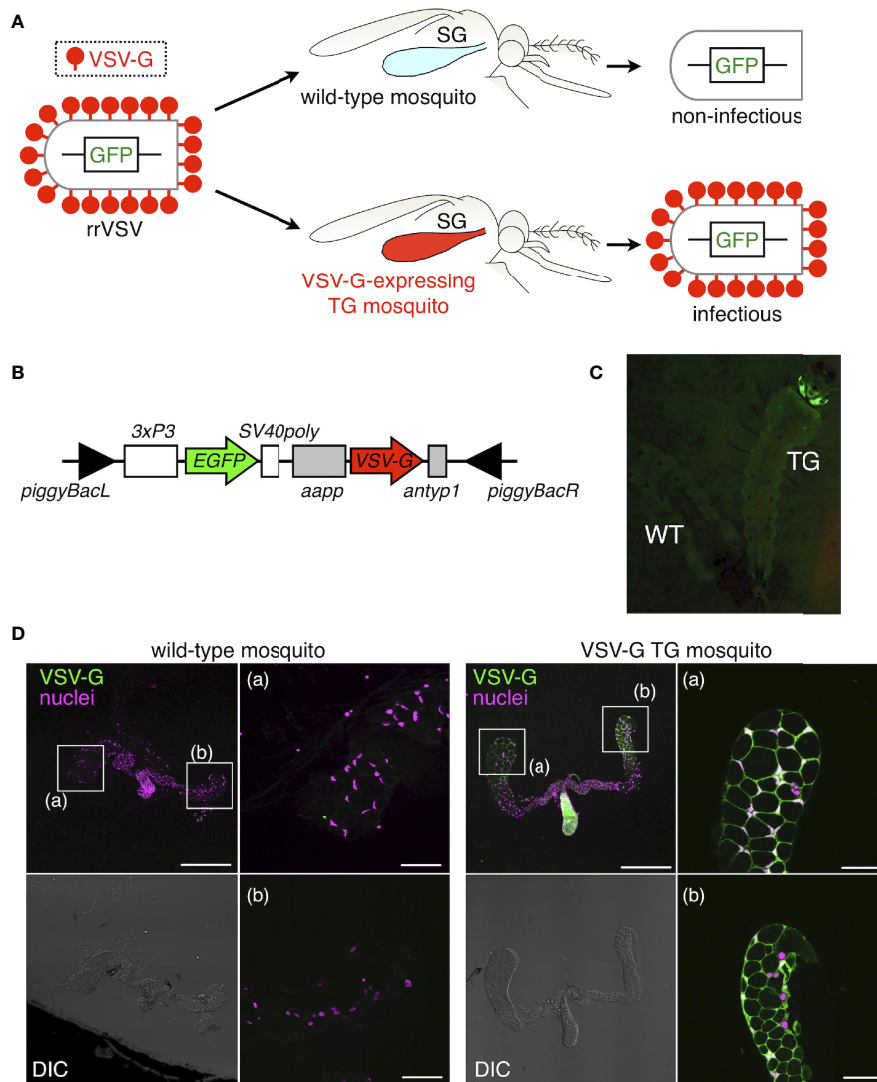 A
VSV-G
GFP
rrVSV
SG
wild-type mosquito
GFP
non-infectious
SG
VSV-G-expressing
TG mosquito
GFP
infectious
B
3xP3
SV40poly
EGFP
VSV-G
piggyBacL
aapp
antyp1
piggyBacR
C
TG
WT
D
wild-type mosquito
VSV-G
nuclei
(a)
(b)
(a)
DIC
(b)
VSV-G TG mosquito
VSV-G
nuclei
(b)
(a)
(a)
DIC
(b)